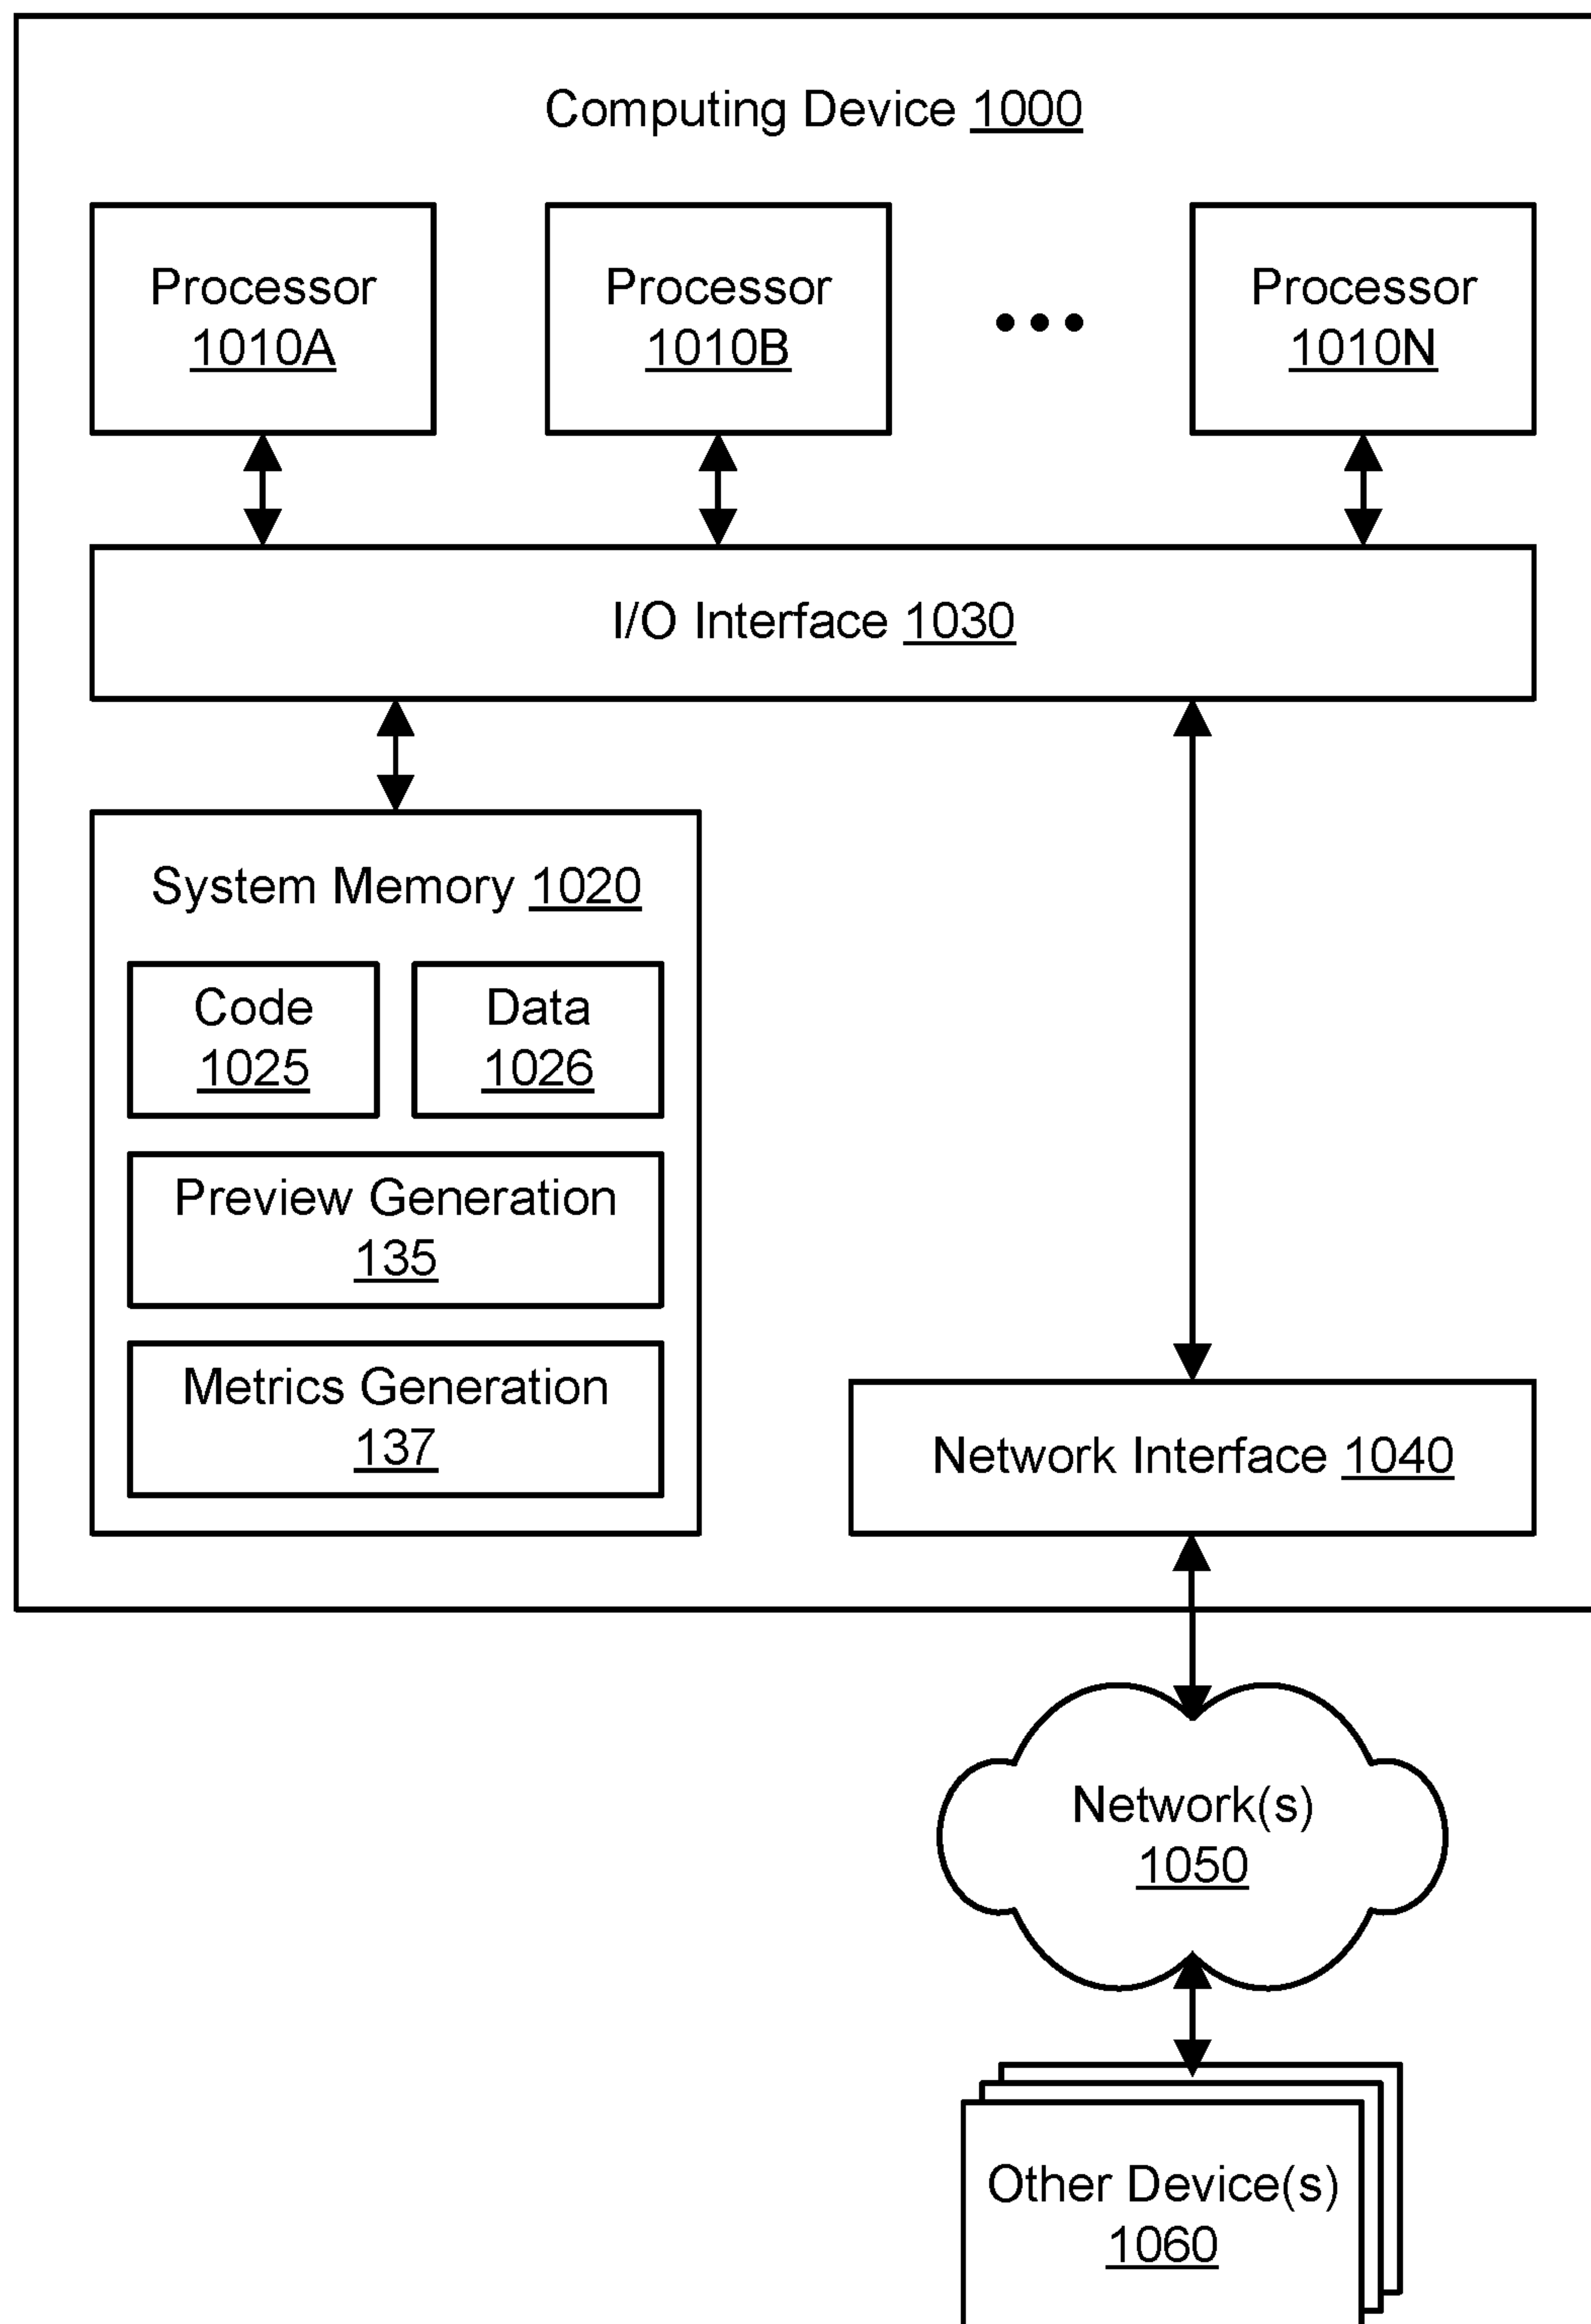 Computing Device 1000
Processor
1010A
Processor
1010B
Processor
1010N
I/O Interface 1030
System Memory 1020
Code
1025
Data
1026
Preview Generation
135
Metrics Generation
137
Network Interface 1040
Network(s)
1050
Other Device(s)
1060